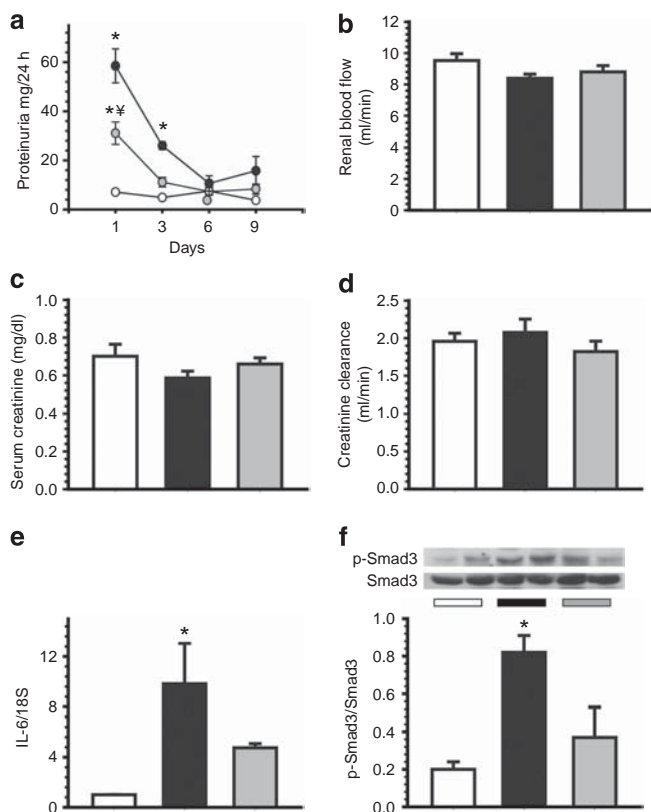 a
Proteinuria mg/24 h
60
40
20
0
*
*¥
*
1 3 6 9
Days
b
Renal blood flow
(ml/min)
12
10
8
6
4
2
0
c
Serum creatinine (mg/dl)
1.0
0.8
0.6
0.4
0.2
0.0
d
Creatinine clearance
(ml/min)
2.5
2.0
1.5
1.0
0.5
0.0
e
IL-6/18S
12
8
4
0
*
f
p-Smad3
Smad3
p-Smad3/Smad3
1.0
0.8
0.6
0.4
0.2
0.0
*